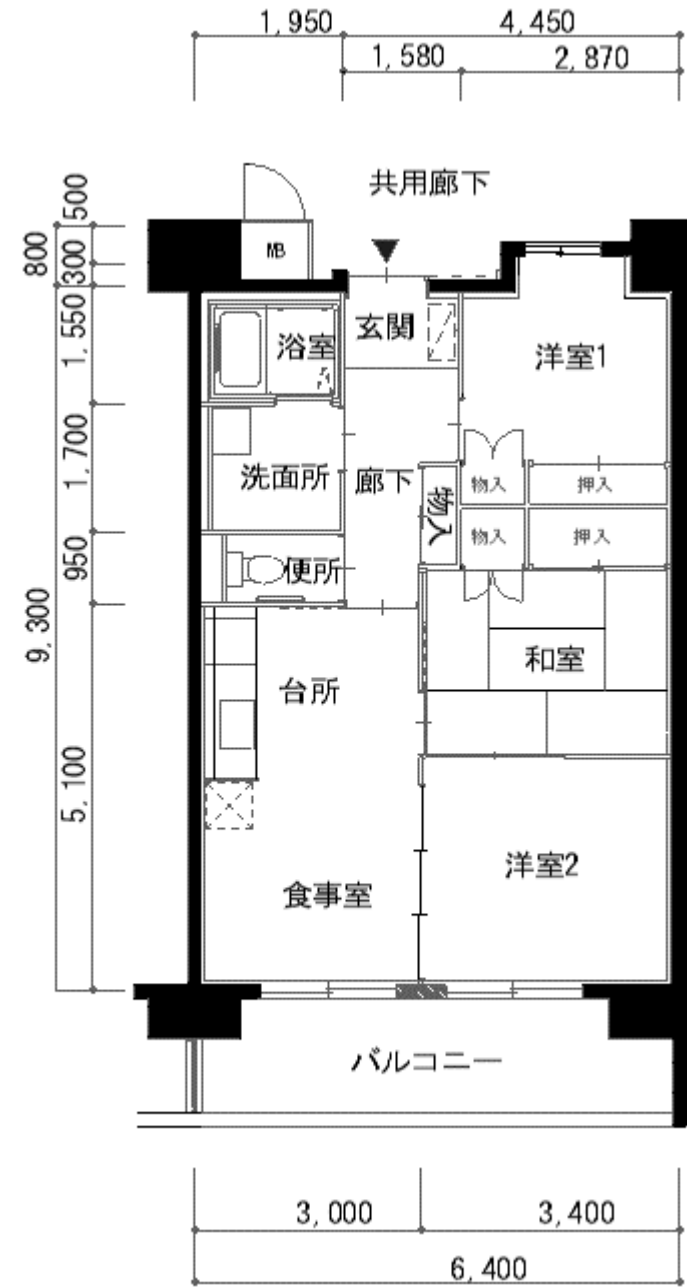 1,950
4,450
1,580
2,870
共用廊下
500
800
300
MB
1,550
浴室
玄関
洋室1
1,700
洗面所
廊下
物入
物入
押入
物入
押入
950
便所
9,300
台所
和室
5,100
食事室
洋室2
バルコニー
3,000
3,400
6,400